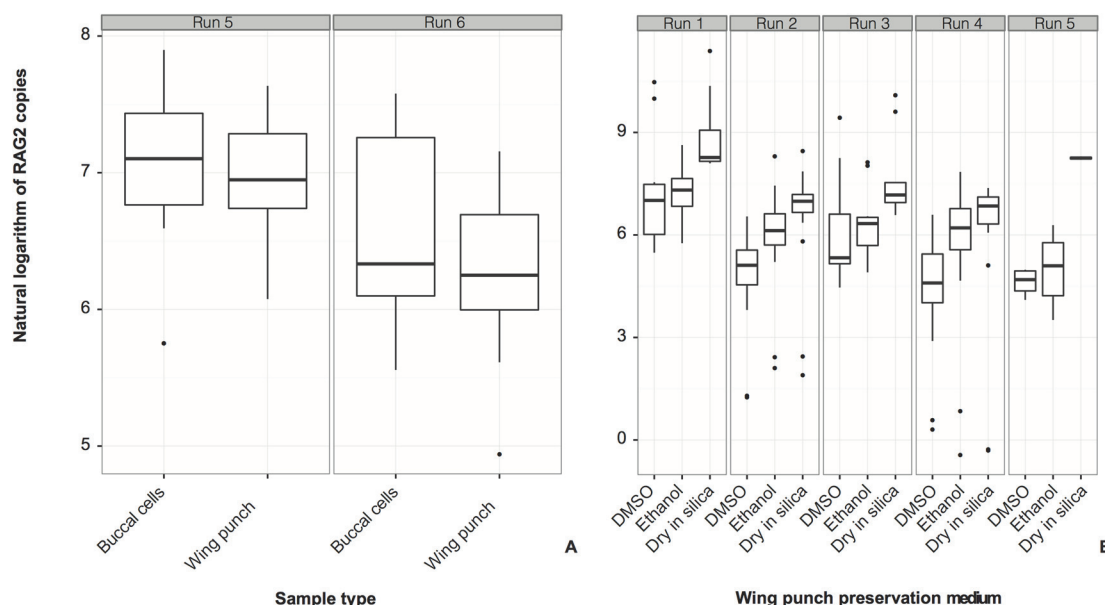 Run 5 Run 6
Run 1 Run 2 Run 3 Run 4 Run 5
Natural logarithm of RAG2 copies
8
7
6
5
9
6
3
0
Buccal cells
Wing punch
Buccal cells
Wing punch
A
Sample type
DMSO
Ethanol
Dry in silica
DMSO
Ethanol
Dry in silica
DMSO
Ethanol
Dry in silica
DMSO
Ethanol
Dry in silica
DMSO
Ethanol
Dry in silica
Wing punch preservation medium